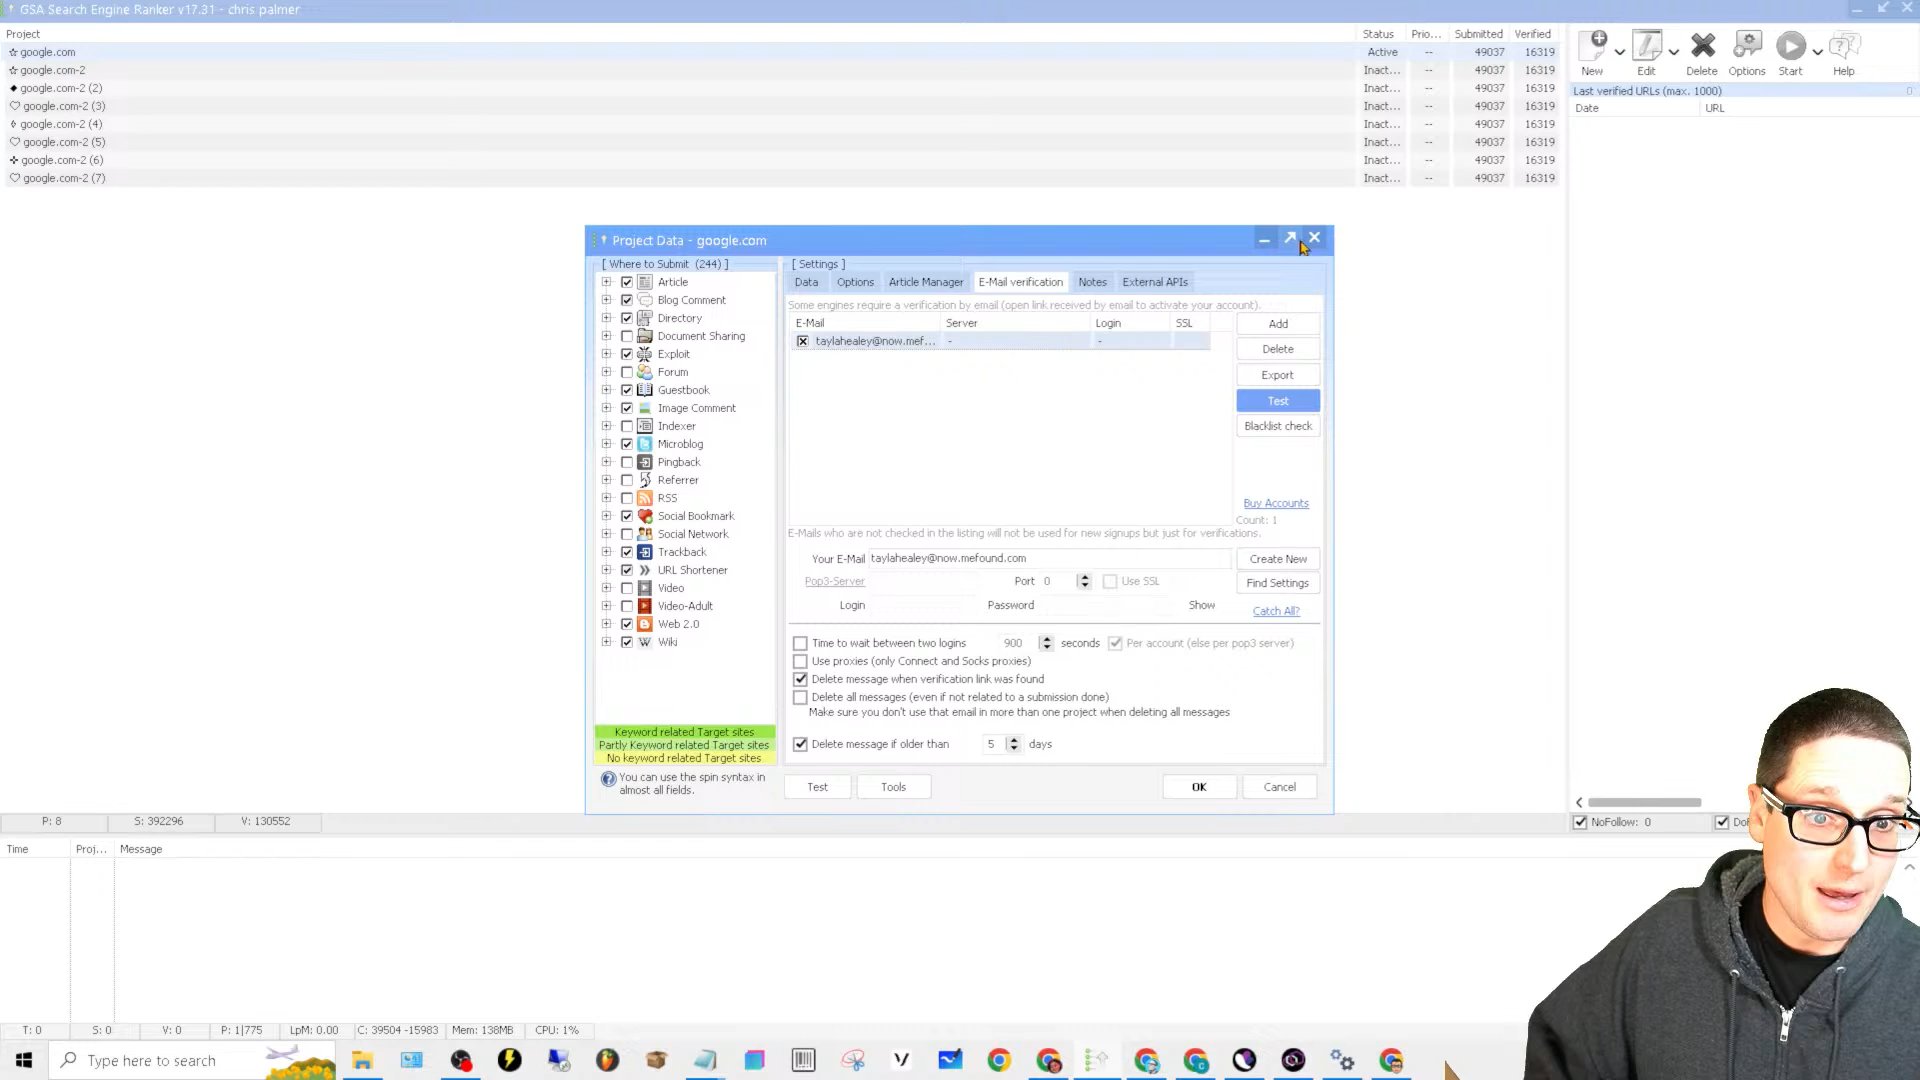 GSA Search Engine Ranker v17.31 - chris palmer
Project Status Prio... Submitted Verified
google.com Active -- 49037 16319
google.com-2 Inact... -- 49037 16319
google.com-2 (2) Inact... -- 49037 16319
google.com-2 (3) Inact... -- 49037 16319
google.com-2 (4) Inact... -- 49037 16319
google.com-2 (5) Inact... -- 49037 16319
google.com-2 (6) Inact... -- 49037 16319
google.com-2 (7) Inact... -- 49037 16319
New Edit Delete Options Start Help
Last verified URLs (max. 1000) 0
Date URL
Project Data - google.com
[ Where to Submit (244) ]
Article
Blog Comment
Directory
Document Sharing
Exploit
Forum
Guestbook
Image Comment
Indexer
Microblog
Pingback
Referrer
RSS
Social Bookmark
Social Network
Trackback
URL Shortener
Video
Video-Adult
Web 2.0
Wiki
Keyword related Target sites
Partly Keyword related Target sites
No keyword related Target sites
You can use the spin syntax in
almost all fields.
[ Settings ]
Data Options Article Manager E-Mail verification Notes External APIs
Some engines require a verification by email (open link received by email to activate your account).
E-Mail Server Login SSL
taylahealey@now.mef... - -
Add
Delete
Export
Test
Blacklist check
Buy Accounts
Count: 1
E-Mails who are not checked in the listing will not be used for new signups but just for verifications.
Your E-Mail taylahealey@now.mefound.com Create New
Pop3-Server Port 0 Use SSL Find Settings
Login Password Show Catch All?
Time to wait between two logins 900 seconds Per account (else per pop3 server)
Use proxies (only Connect and Socks proxies)
Delete message when verification link was found
Delete all messages (even if not related to a submission done)
Make sure you don't use that email in more than one project when deleting all messages
Delete message if older than 5 days
Test Tools OK Cancel
P: 8 S: 392296 V: 130552
NoFollow: 0
Time Proj... Message
T: 0 S: 0 V: 0 P: 1|775 LpM: 0.00 C: 39504 -15983 Mem: 138MB CPU: 1%
Type here to search